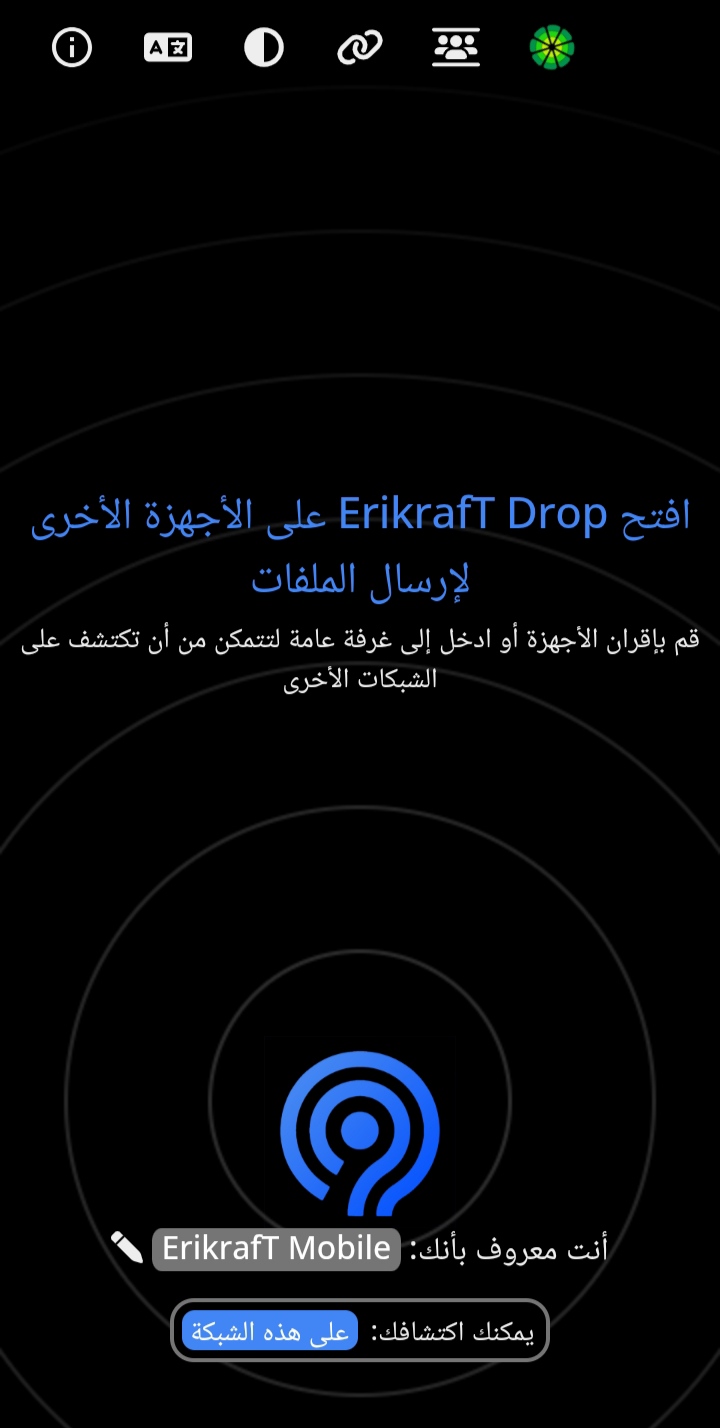 افتح ErikrafT Drop على الأجهزة الأخرى
لإرسال الملفات
قم بإقران الأجهزة أو ادخل إلى غرفة عامة لتتمكن من أن تكتشف على
الشبكات الأخرى
أنت معروف بأنك: ErikrafT Mobile
يمكنك اكتشافك: على هذه الشبكة